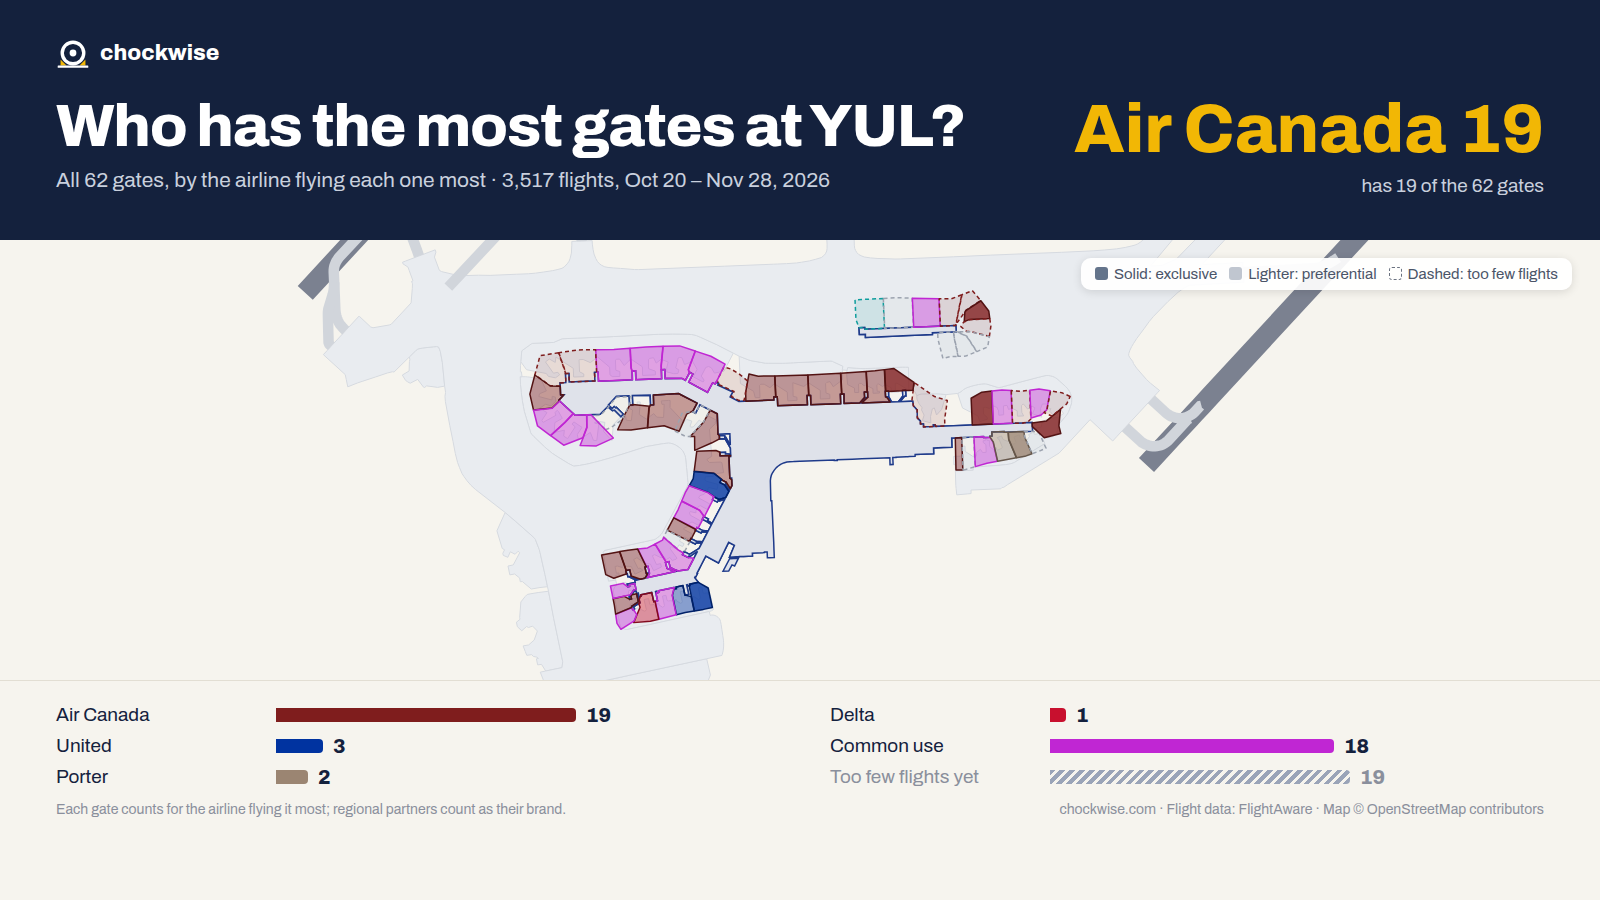 chockwise
Who has the most gates at YUL?
All 62 gates, by the airline flying each one most · 3,517 flights, Oct 20 – Nov 28, 2026
Air Canada 19
has 19 of the 62 gates
Solid: exclusive
Lighter: preferential
Dashed: too few flights
Air Canada 19
United 3
Porter 2
Delta 1
Common use 18
Too few flights yet 19
Each gate counts for the airline flying it most; regional partners count as their brand.
chockwise.com · Flight data: FlightAware · Map © OpenStreetMap contributors